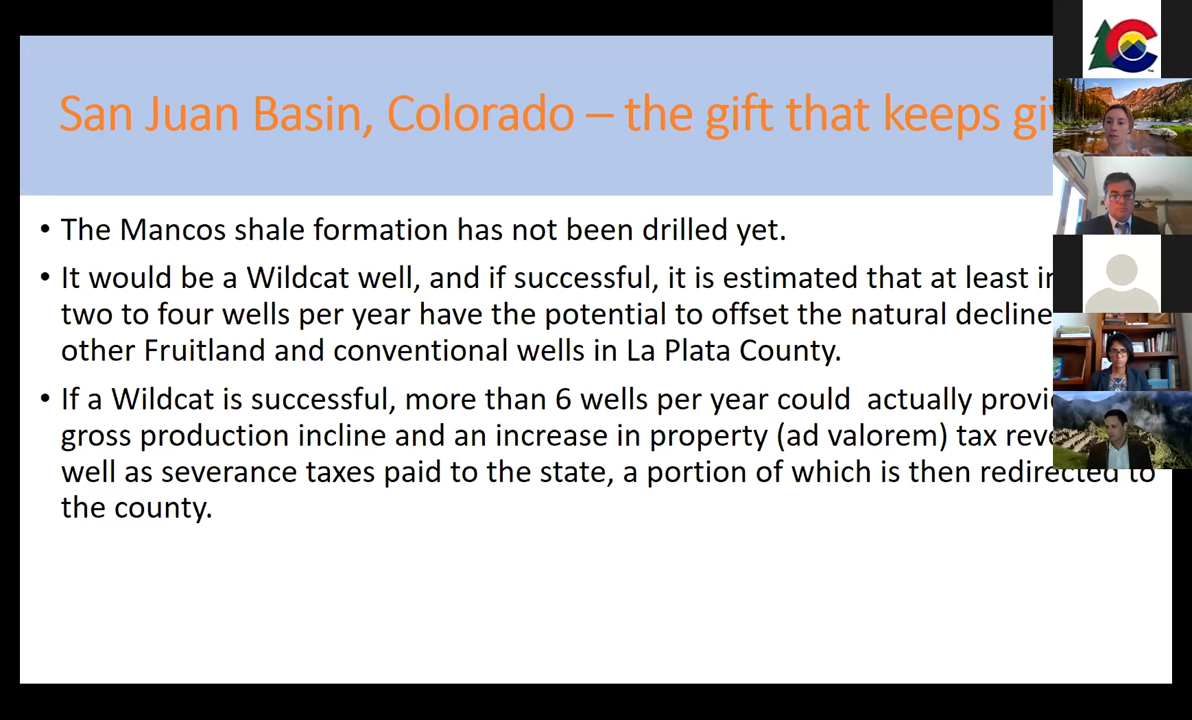 San Juan Basin, Colorado – the gift that keeps
• The Mancos shale formation has not been drilled yet.
• It would be a Wildcat well, and if successful, it is estimated that at least
two to four wells per year have the potential to offset the natural decline
other Fruitland and conventional wells in La Plata County.
• If a Wildcat is successful, more than 6 wells per year could actually
gross production incline and an increase in property (ad valorem) tax
well as severance taxes paid to the state, a portion of which is then redirected to
the county.